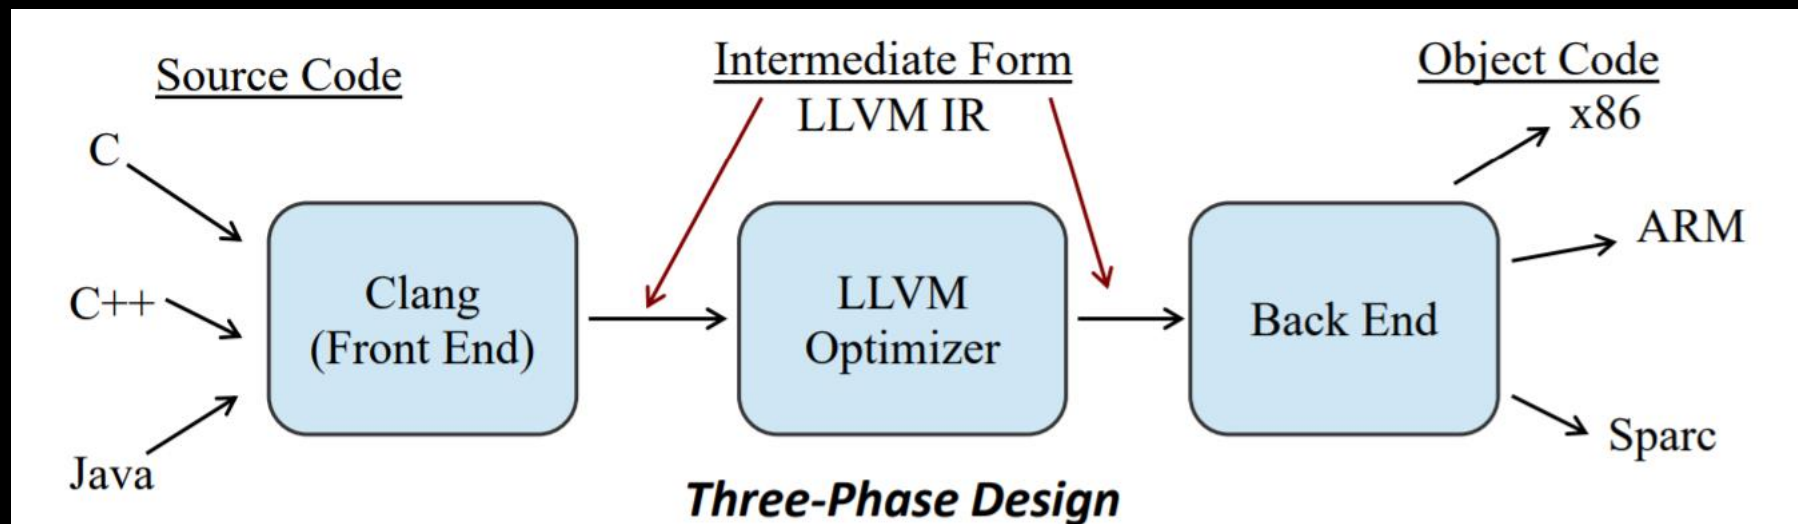 Source Code
Intermediate Form
LLVM IR
Object Code
x86
C
C++
Java
Clang
(Front End)
LLVM
Optimizer
Back End
ARM
Sparc
Three-Phase Design